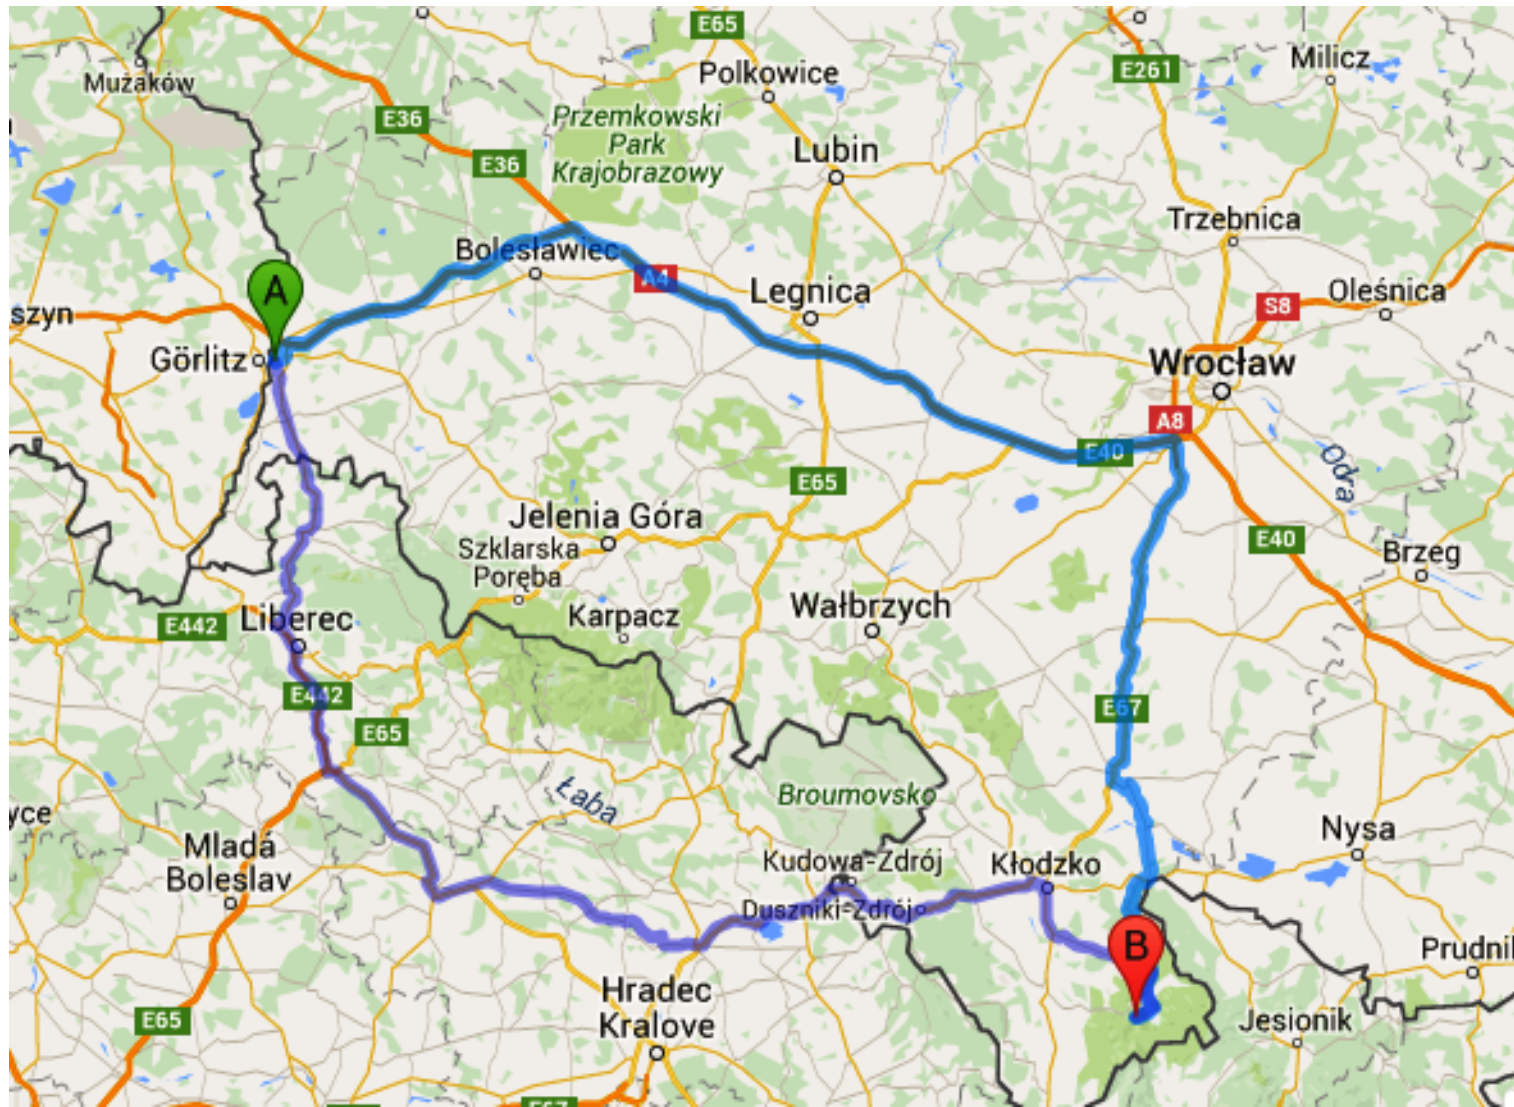 E65
Milicz
Polkowice
E261
Mużaków
E36
Przemkowski
Park
Krajobrazowy
E36
Lubin
Trzebnica
Bolesławiec
A4
Legnica
Oleśnica
S8
A
szyn
Görlitz
Wrocław
A8
E40
Odra
E65
Jelenia Góra
E40
Brzeg
Szklarska
Poręba
Wałbrzych
Karpacz
E442
Liberec
E442
E67
E65
Łaba
Broumovsko
yce
Nysa
Mladá
Boleslav
Kudowa-Zdrój
Kłodzko
Duszniki-Zdrój
B
Prudnil
Hradec
Kralove
E65
Jesionik
E67